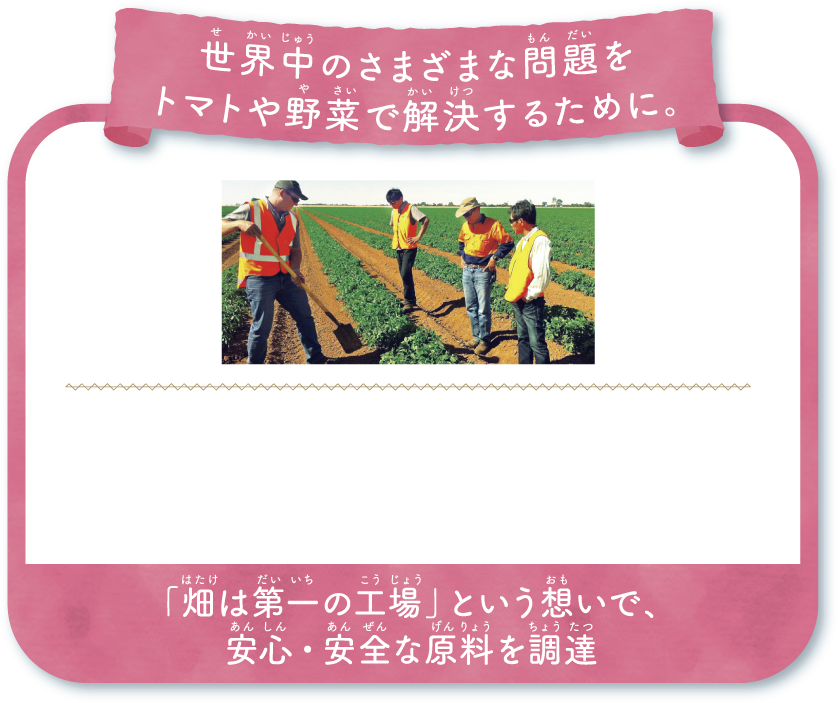 世界中のさまざまな問題を
トマトや野菜で解決するために。
「畑は第一の工場」という想いで、
安心・安全な原料を調達